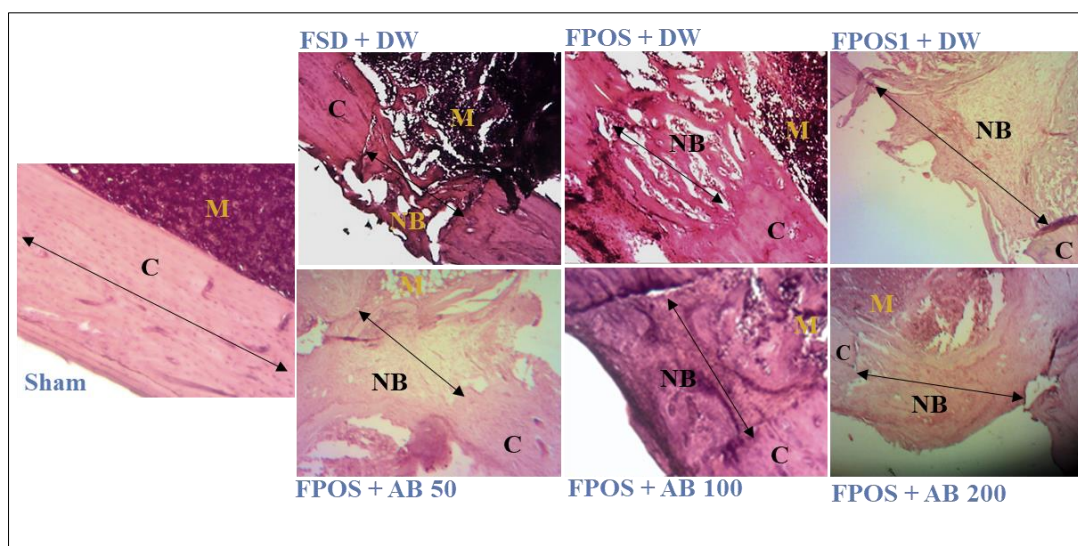 FSD + DW
FPOS + DW
FPOS1 + DW
C
M
NB
NB
M
C
NB
C
M
C
Sham
M
NB
C
FPOS + AB 50
M
NB
C
FPOS + AB 100
M
C
NB
FPOS + AB 200